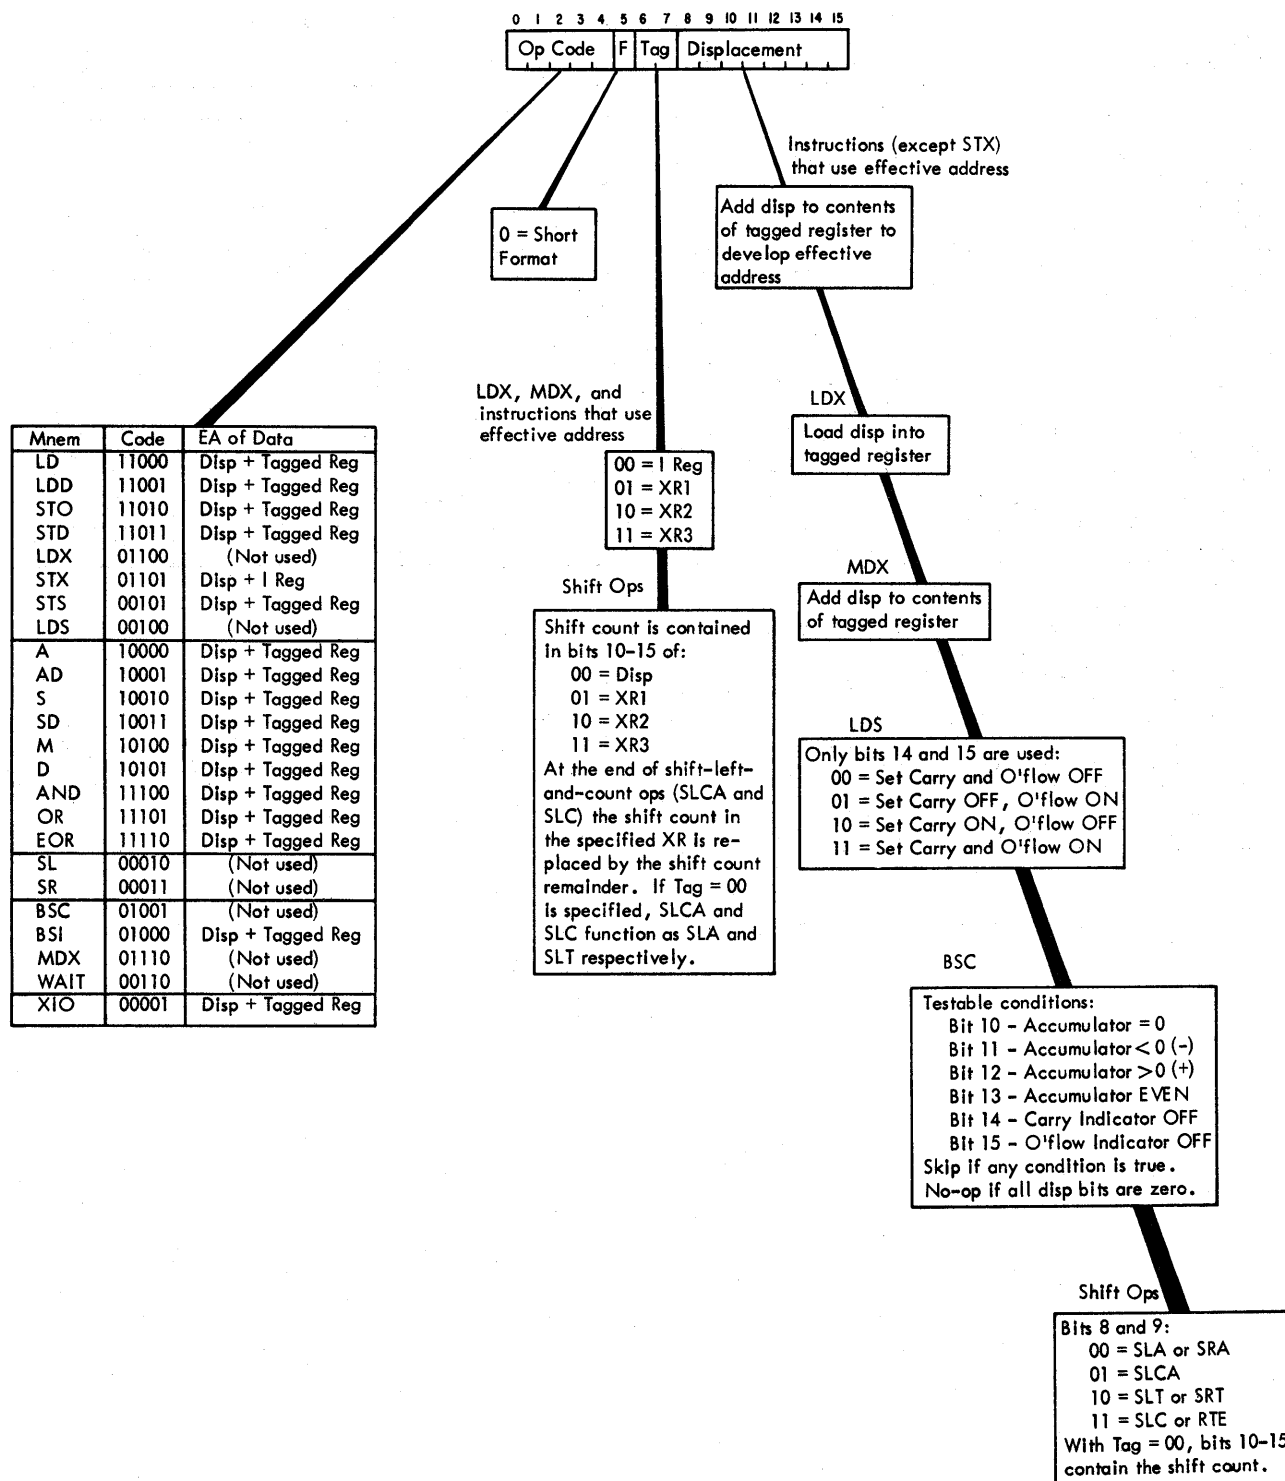 0 1 2 3 4 5 6 7 8 9 10 11 12 13 14 15
Op Code F Tag Displacement
Instructions (except STX)
that use effective address
Add disp to contents
of tagged register to
develop effective
address
0 = Short
Format
LDX, MDX, and
instructions that use
effective address
00 = I Reg
01 = XR1
10 = XR2
11 = XR3
LDX
Load disp into
tagged register
MDX
Add disp to contents
of tagged register
Mnem Code EA of Data
LD 11000 Disp + Tagged Reg
LDD 11001 Disp + Tagged Reg
STO 11010 Disp + Tagged Reg
STD 11011 Disp + Tagged Reg
LDX 01100 (Not used)
STX 01101 Disp + I Reg
STS 00101 Disp + Tagged Reg
LDS 00100 (Not used)
A 10000 Disp + Tagged Reg
AD 10001 Disp + Tagged Reg
S 10010 Disp + Tagged Reg
SD 10011 Disp + Tagged Reg
M 10100 Disp + Tagged Reg
D 10101 Disp + Tagged Reg
AND 11100 Disp + Tagged Reg
OR 11101 Disp + Tagged Reg
EOR 11110 Disp + Tagged Reg
SL 00010 (Not used)
SR 00011 (Not used)
BSC 01001 (Not used)
BSI 01000 Disp + Tagged Reg
MDX 01110 (Not used)
WAIT 00110 (Not used)
XIO 00001 Disp + Tagged Reg
Shift Ops
Shift count is contained
in bits 10-15 of:
00 = Disp
01 = XR1
10 = XR2
11 = XR3
At the end of shift-left-
and-count ops (SLCA and
SLC) the shift count in
the specified XR is re-
placed by the shift count
remainder. If Tag = 00
is specified, SLCA and
SLC function as SLA and
SLT respectively.
LDS
Only bits 14 and 15 are used:
00 = Set Carry and O'flow OFF
01 = Set Carry OFF, O'flow ON
10 = Set Carry ON, O'flow OFF
11 = Set Carry and O'flow ON
BSC
Testable conditions:
Bit 10 - Accumulator = 0
Bit 11 - Accumulator < 0 (-)
Bit 12 - Accumulator > 0 (+)
Bit 13 - Accumulator EVEN
Bit 14 - Carry Indicator OFF
Bit 15 - O'flow Indicator OFF
Skip if any condition is true.
No-op if all disp bits are zero.
Shift Ops
Bits 8 and 9:
00 = SLA or SRA
01 = SLCA
10 = SLT or SRT
11 = SLC or RTE
With Tag = 00, bits 10-15
contain the shift count.